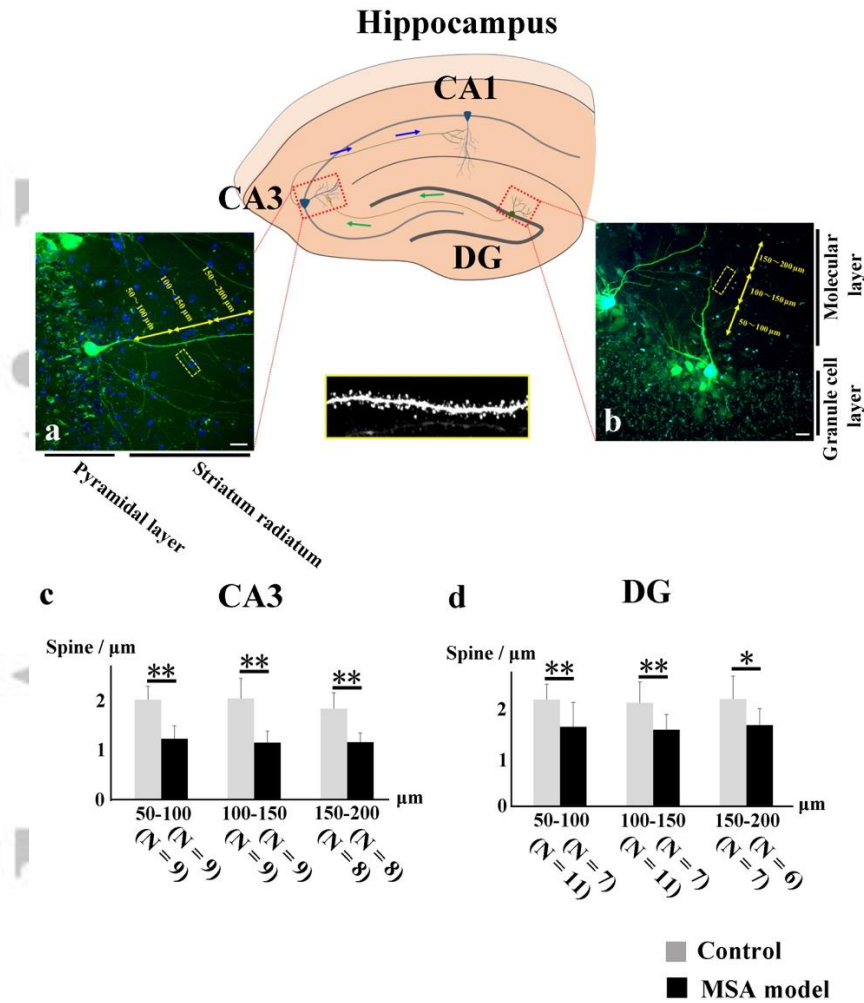 Hippocampus
CA1
CA3
DG
50~100 μm
100~150 μm
150~200 μm
a
Pyramidal layer
Striatum radiatum
150~200 μm
100~150 μm
50~100 μm
b
Molecular layer
Granule cell layer
c
CA3
Spine / μm
**
**
**
2
1
0
μm
50-100
100-150
150-200
(N = 9)
(N = 9)
(N = 9)
(N = 9)
(N = 8)
(N = 8)
d
DG
Spine / μm
**
**
*
2
1
0
μm
50-100
100-150
150-200
(N = 11)
(N = 7)
(N = 11)
(N = 7)
(N = 7)
(N = 6)
Control
MSA model